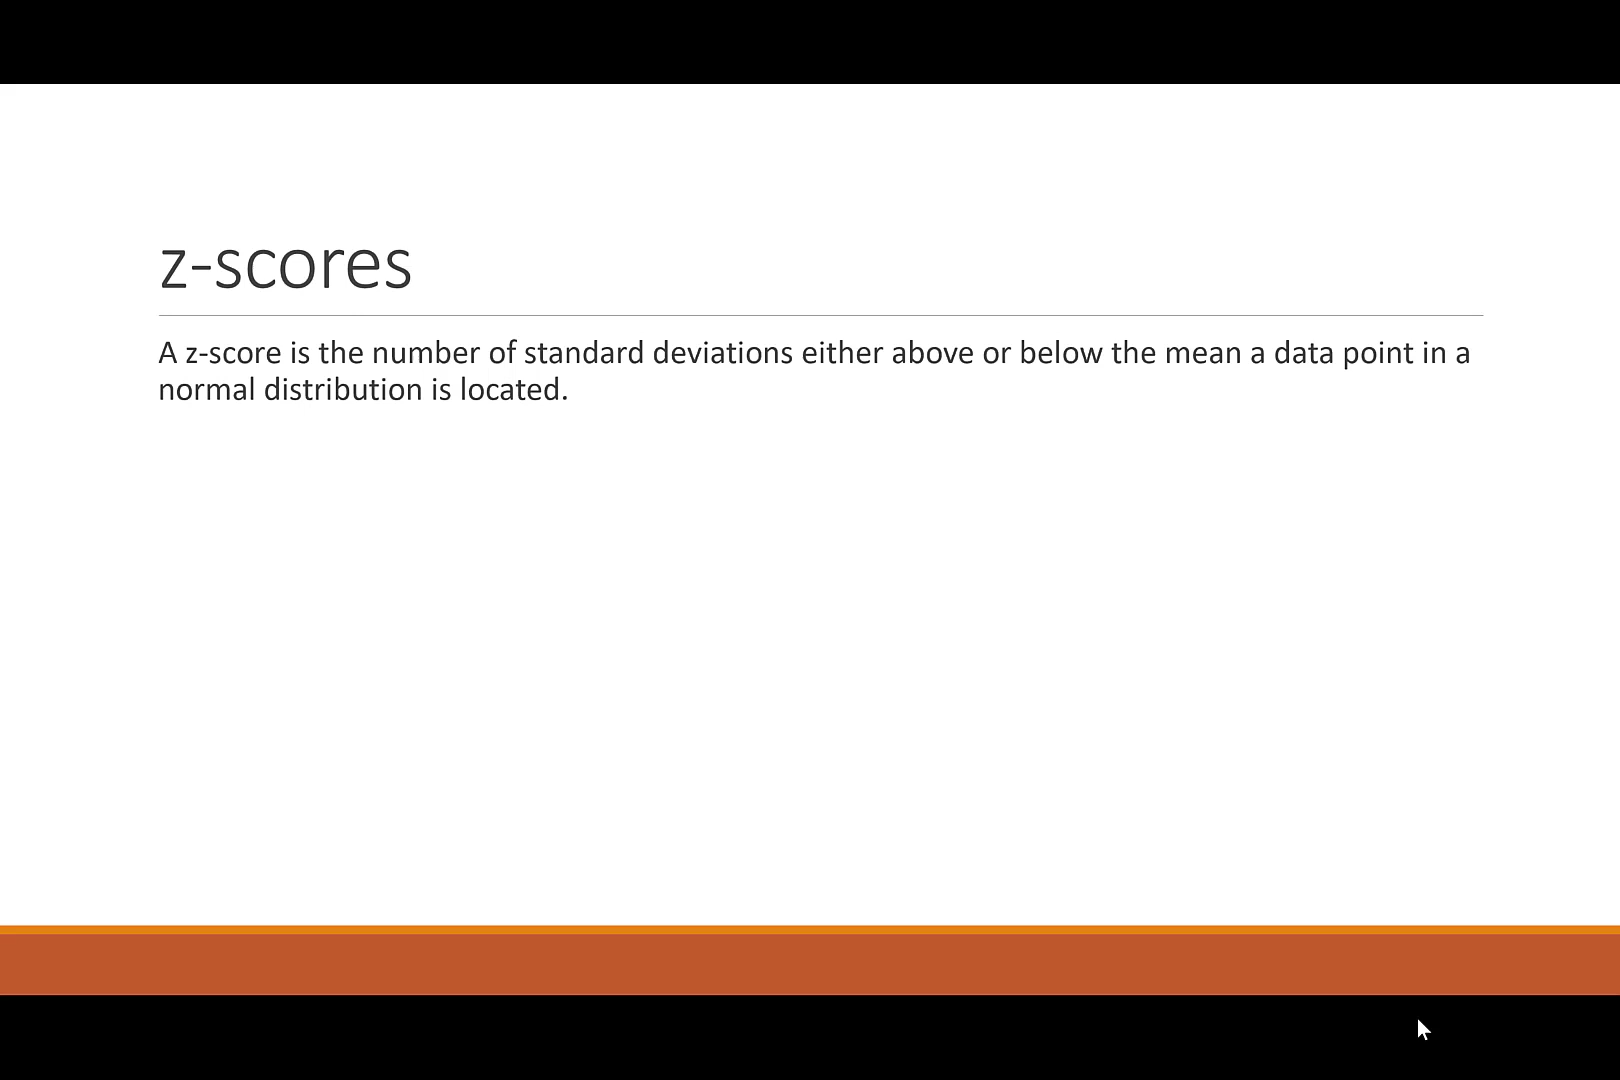 z-scores
A z-score is the number of standard deviations either above or below the mean a data point in a
normal distribution is located.